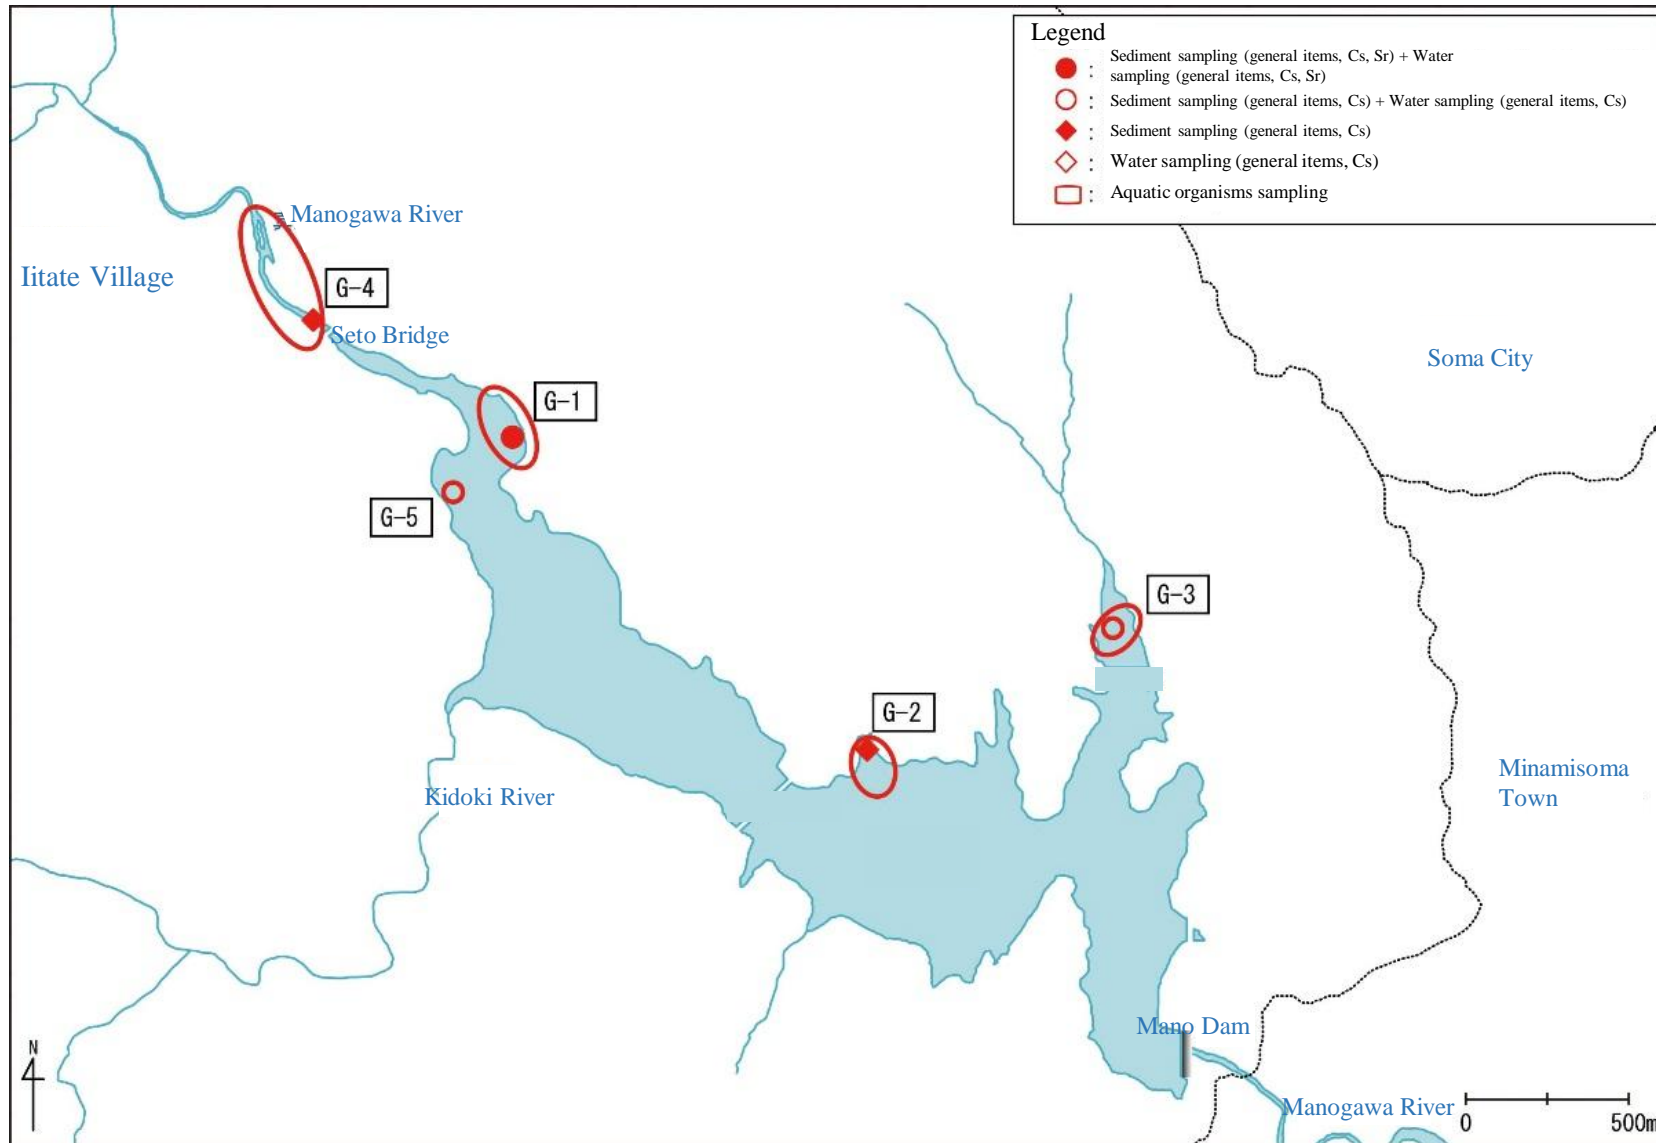 Legend
Sediment sampling (general items, Cs, Sr) + Water
sampling (general items, Cs, Sr)
: Sediment sampling (general items, Cs) + Water sampling (general items, Cs)
: Sediment sampling (general items, Cs)
: Water sampling (general items, Cs)
: Aquatic organisms sampling
Manogawa River
Iitate Village
G-4
Seto Bridge
Soma City
G-1
G-5
G-3
G-2
Minamisoma
Town
Kidoki River
Mano Dam
N
Manogawa River
0 500m